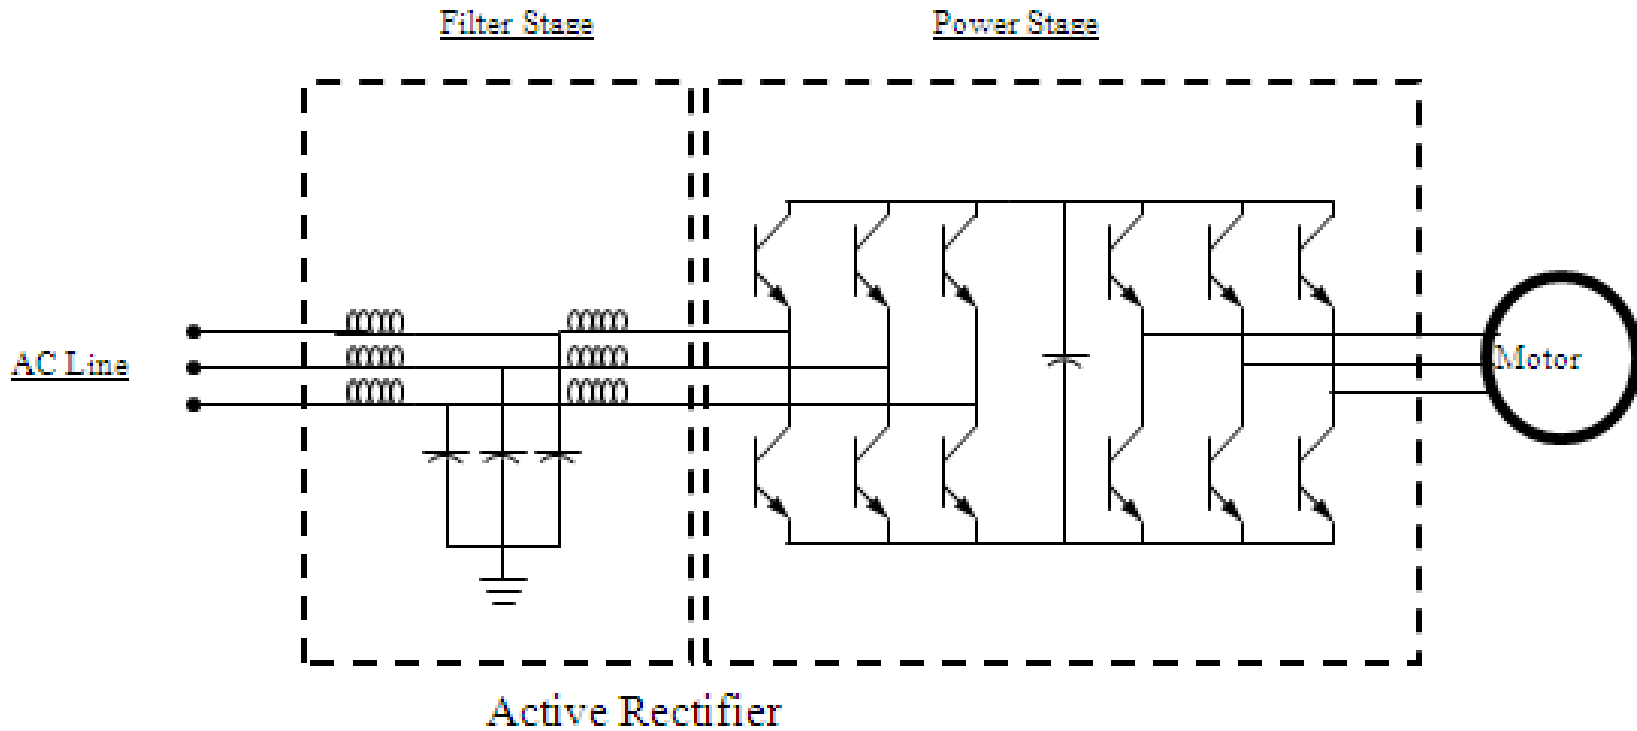 Filter Stage
Power Stage
AC Line
Motor
Active Rectifier